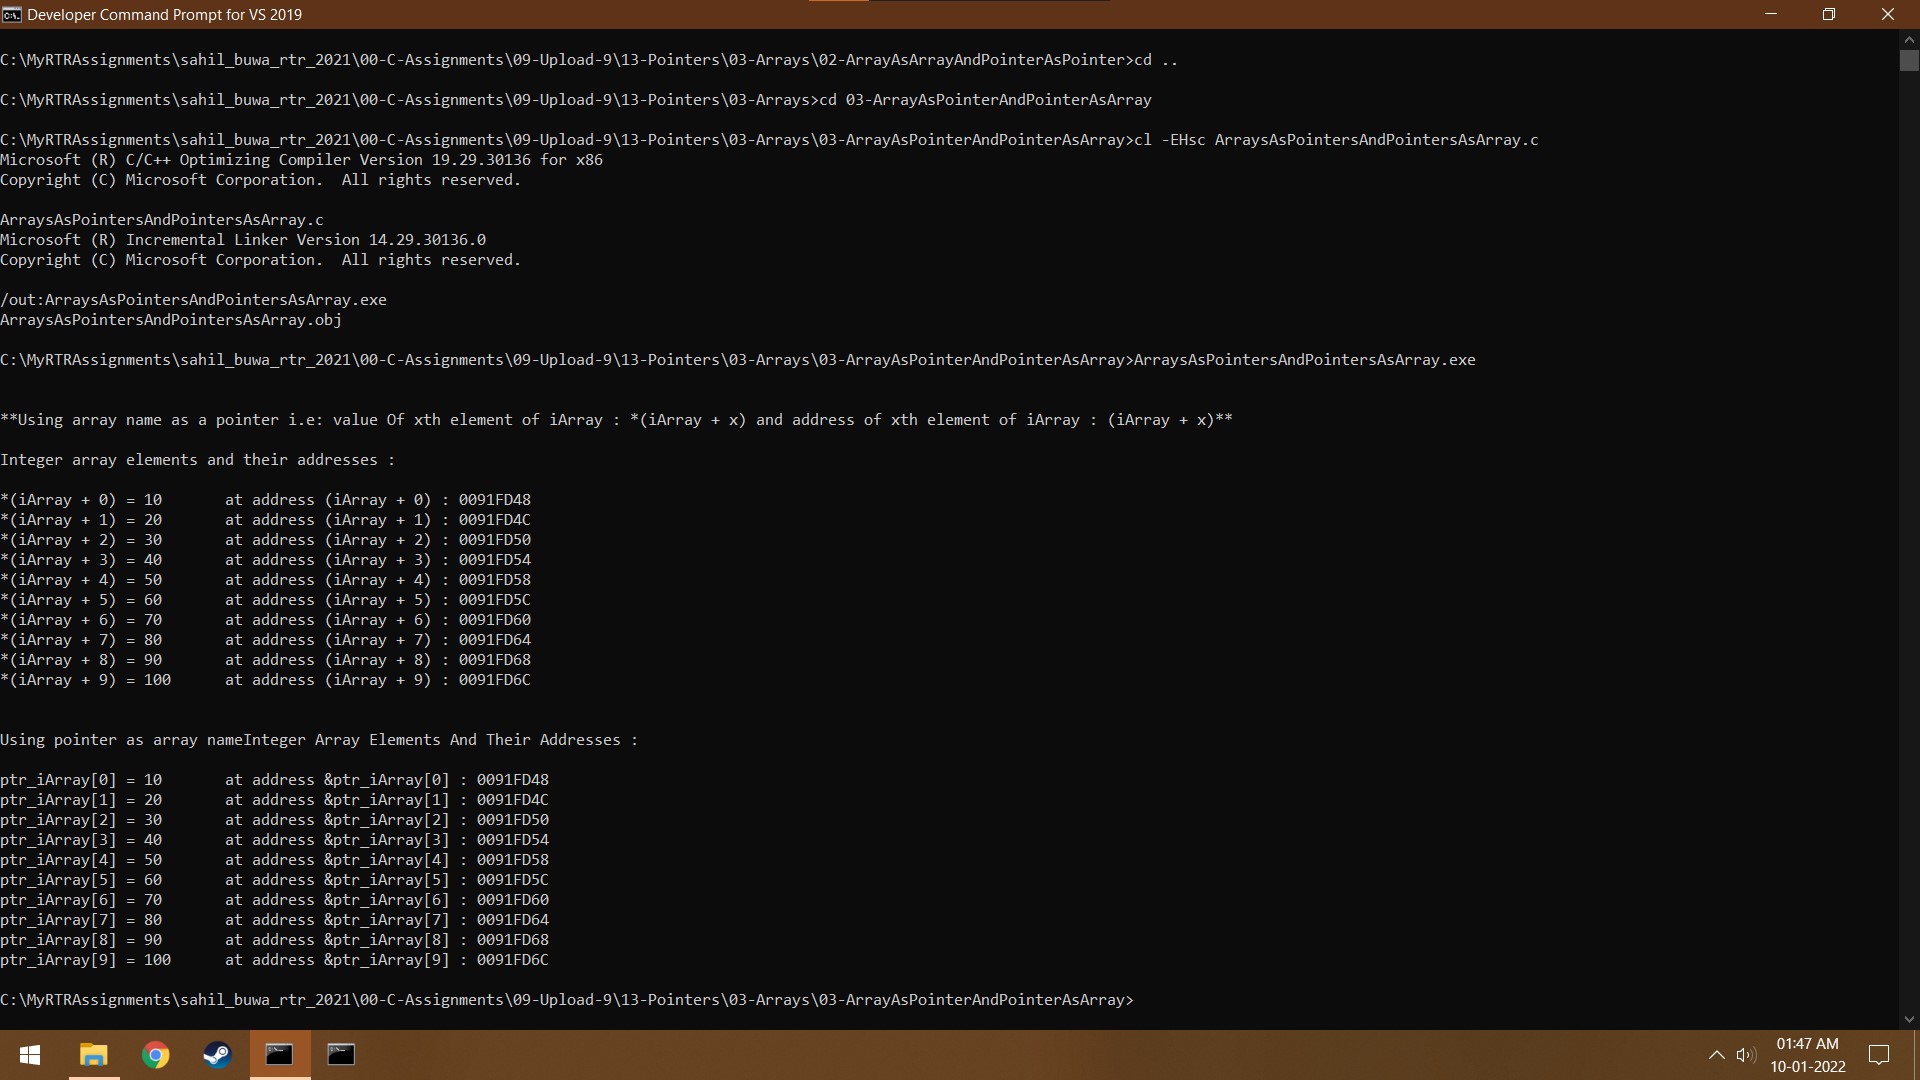 Developer Command Prompt for VS 2019
C:\MyRTRAssignments\sahil_buwa_rtr_2021\00-C-Assignments\09-Upload-9\13-Pointers\03-Arrays\02-ArrayAsArrayAndPointerAsPointer>cd ..
C:\MyRTRAssignments\sahil_buwa_rtr_2021\00-C-Assignments\09-Upload-9\13-Pointers\03-Arrays>cd 03-ArrayAsPointerAndPointerAsArray
C:\MyRTRAssignments\sahil_buwa_rtr_2021\00-C-Assignments\09-Upload-9\13-Pointers\03-Arrays\03-ArrayAsPointerAndPointerAsArray>cl -EHsc ArraysAsPointersAndPointersAsArray.c
Microsoft (R) C/C++ Optimizing Compiler Version 19.29.30136 for x86
Copyright (C) Microsoft Corporation.  All rights reserved.
ArraysAsPointersAndPointersAsArray.c
Microsoft (R) Incremental Linker Version 14.29.30136.0
Copyright (C) Microsoft Corporation.  All rights reserved.
/out:ArraysAsPointersAndPointersAsArray.exe
ArraysAsPointersAndPointersAsArray.obj
C:\MyRTRAssignments\sahil_buwa_rtr_2021\00-C-Assignments\09-Upload-9\13-Pointers\03-Arrays\03-ArrayAsPointerAndPointerAsArray>ArraysAsPointersAndPointersAsArray.exe
**Using array name as a pointer i.e: value Of xth element of iArray : *(iArray + x) and address of xth element of iArray : (iArray + x)**
Integer array elements and their addresses :
*(iArray + 0) = 10       at address (iArray + 0) : 0091FD48
*(iArray + 1) = 20       at address (iArray + 1) : 0091FD4C
*(iArray + 2) = 30       at address (iArray + 2) : 0091FD50
*(iArray + 3) = 40       at address (iArray + 3) : 0091FD54
*(iArray + 4) = 50       at address (iArray + 4) : 0091FD58
*(iArray + 5) = 60       at address (iArray + 5) : 0091FD5C
*(iArray + 6) = 70       at address (iArray + 6) : 0091FD60
*(iArray + 7) = 80       at address (iArray + 7) : 0091FD64
*(iArray + 8) = 90       at address (iArray + 8) : 0091FD68
*(iArray + 9) = 100      at address (iArray + 9) : 0091FD6C
Using pointer as array nameInteger Array Elements And Their Addresses :
ptr_iArray[0] = 10       at address &ptr_iArray[0] : 0091FD48
ptr_iArray[1] = 20       at address &ptr_iArray[1] : 0091FD4C
ptr_iArray[2] = 30       at address &ptr_iArray[2] : 0091FD50
ptr_iArray[3] = 40       at address &ptr_iArray[3] : 0091FD54
ptr_iArray[4] = 50       at address &ptr_iArray[4] : 0091FD58
ptr_iArray[5] = 60       at address &ptr_iArray[5] : 0091FD5C
ptr_iArray[6] = 70       at address &ptr_iArray[6] : 0091FD60
ptr_iArray[7] = 80       at address &ptr_iArray[7] : 0091FD64
ptr_iArray[8] = 90       at address &ptr_iArray[8] : 0091FD68
ptr_iArray[9] = 100      at address &ptr_iArray[9] : 0091FD6C
C:\MyRTRAssignments\sahil_buwa_rtr_2021\00-C-Assignments\09-Upload-9\13-Pointers\03-Arrays\03-ArrayAsPointerAndPointerAsArray>
01:47 AM
10-01-2022